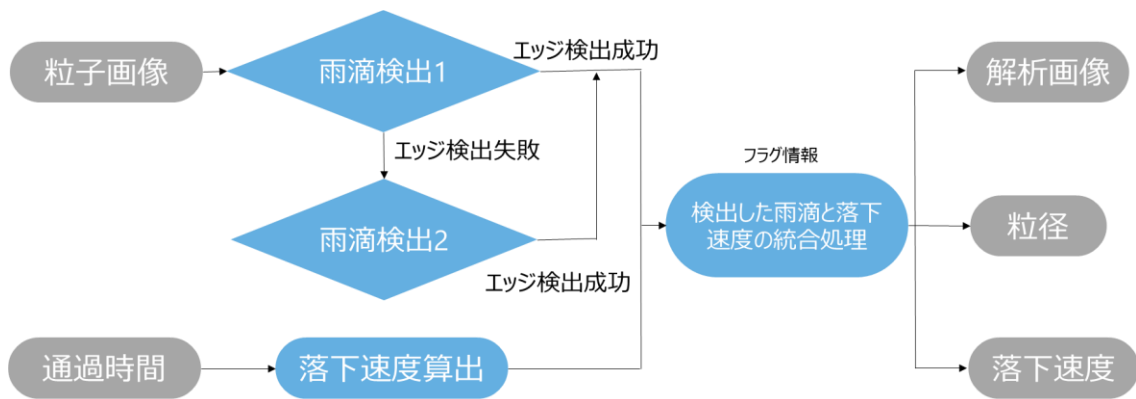 粒子画像
雨滴検出1
エッジ検出成功
エッジ検出失敗
雨滴検出2
エッジ検出成功
通過時間
落下速度算出
フラグ情報
検出した雨滴と落下
速度の統合処理
解析画像
粒径
落下速度